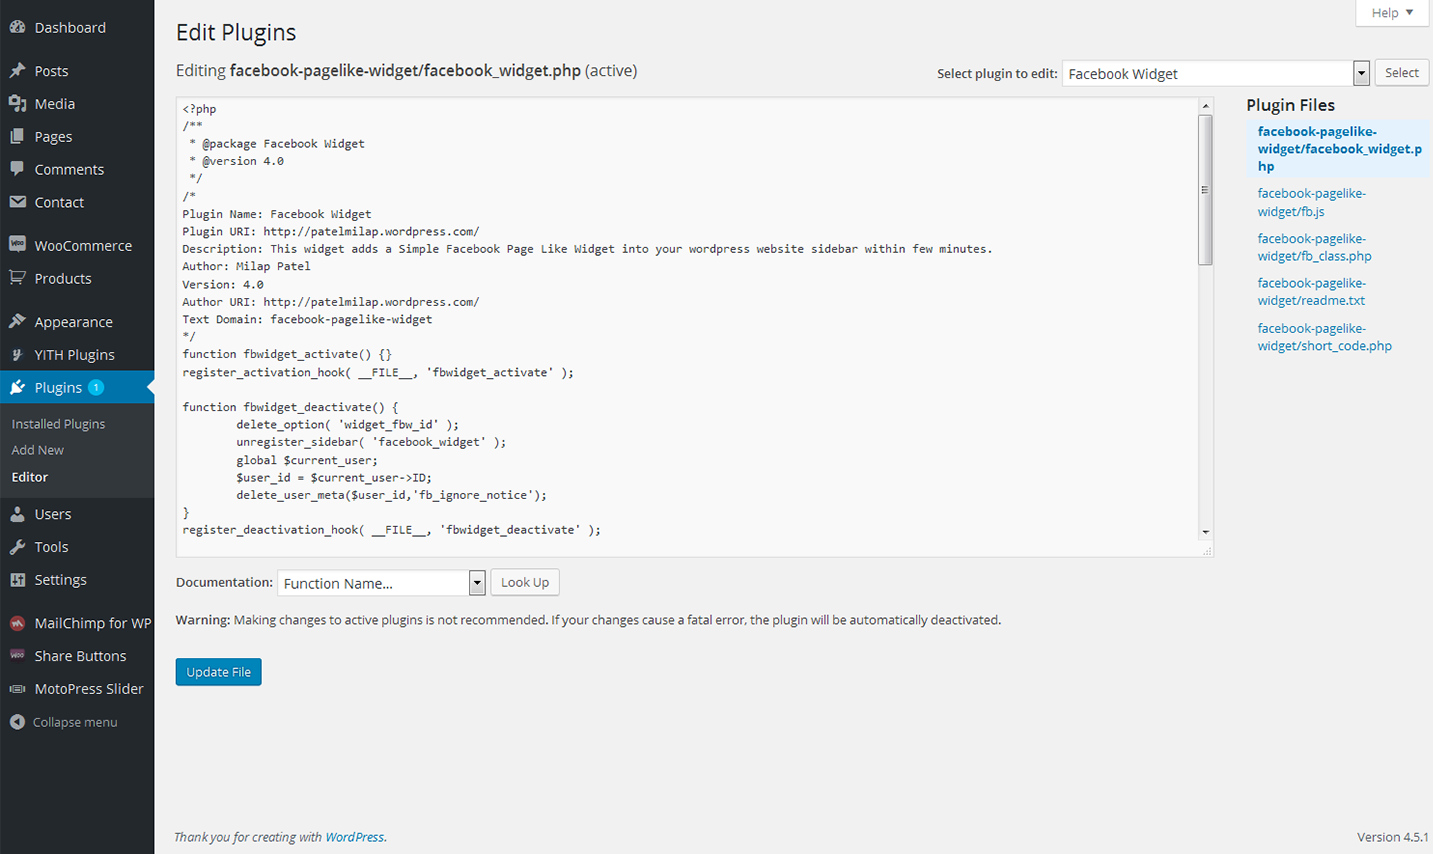 Dashboard
Posts
Media
Pages
Comments
Contact
WooCommerce
Products
Appearance
YITH Plugins
Plugins 1
Installed Plugins
Add New
Editor
Users
Tools
Settings
MailChimp for WP
Share Buttons
MotoPress Slider
Collapse menu
Help
Edit Plugins
Editing facebook-pagelike-widget/facebook_widget.php (active)
Select plugin to edit: Facebook Widget Select
<?php
/**
 * @package Facebook Widget
 * @version 4.0
 */
/*
Plugin Name: Facebook Widget
Plugin URI: http://patelmilap.wordpress.com/
Description: This widget adds a Simple Facebook Page Like Widget into your wordpress website sidebar within few minutes.
Author: Milap Patel
Version: 4.0
Author URI: http://patelmilap.wordpress.com/
Text Domain: facebook-pagelike-widget
*/
function fbwidget_activate() {}
register_activation_hook( __FILE__, 'fbwidget_activate' );
function fbwidget_deactivate() {
        delete_option( 'widget_fbw_id' );
        unregister_sidebar( 'facebook_widget' );
        global $current_user;
        $user_id = $current_user->ID;
        delete_user_meta($user_id,'fb_ignore_notice');
}
register_deactivation_hook( __FILE__, 'fbwidget_deactivate' );
Plugin Files
facebook-pagelike-
widget/facebook_widget.p
hp
facebook-pagelike-
widget/fb.js
facebook-pagelike-
widget/fb_class.php
facebook-pagelike-
widget/readme.txt
facebook-pagelike-
widget/short_code.php
Documentation: Function Name... Look Up
Warning: Making changes to active plugins is not recommended. If your changes cause a fatal error, the plugin will be automatically deactivated.
Update File
Thank you for creating with WordPress.
Version 4.5.1